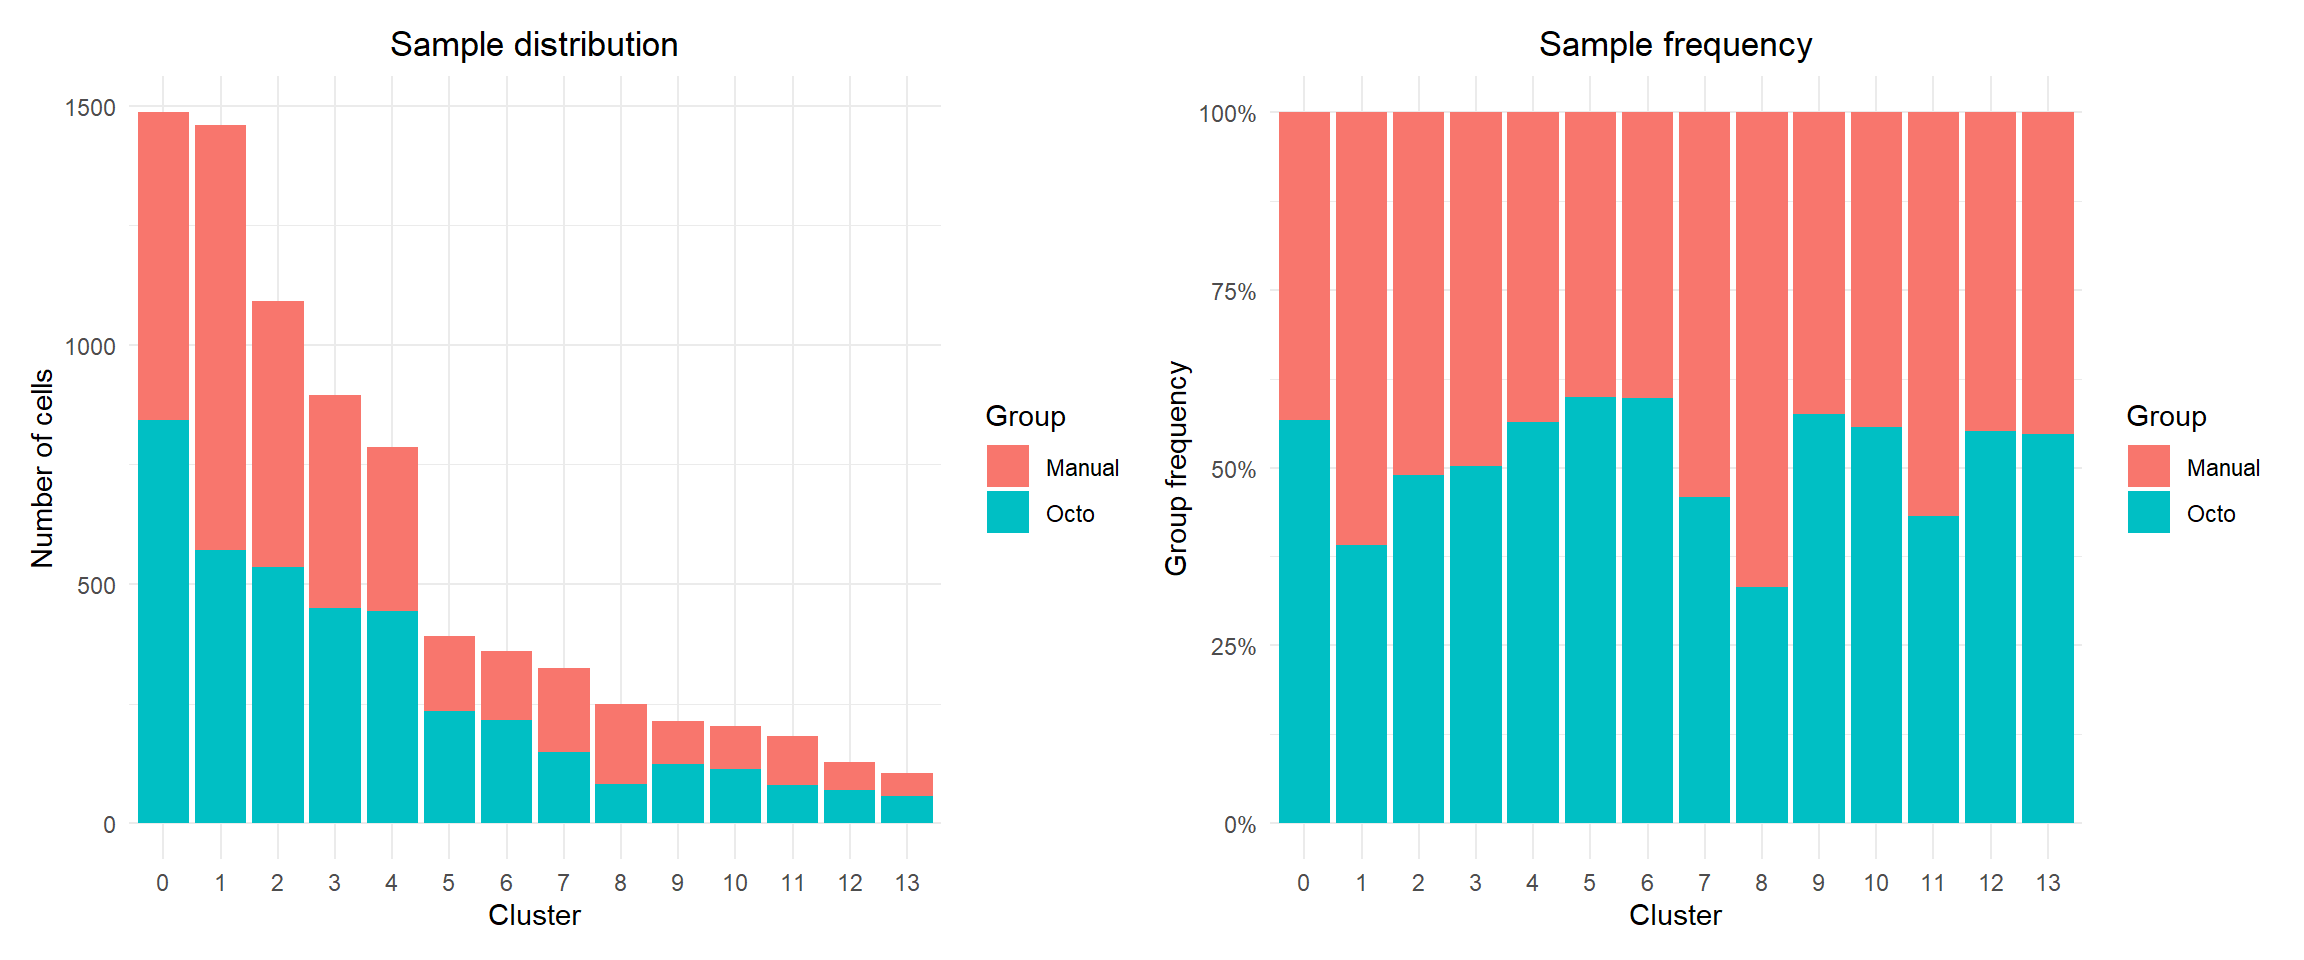 Sample distribution
1500
1000
500
0
Number of cells
0 1 2 3 4 5 6 7 8 9 10 11 12 13
Cluster
Group
Manual
Octo
Sample frequency
100%
75%
50%
25%
0%
Group frequency
0 1 2 3 4 5 6 7 8 9 10 11 12 13
Cluster
Group
Manual
Octo